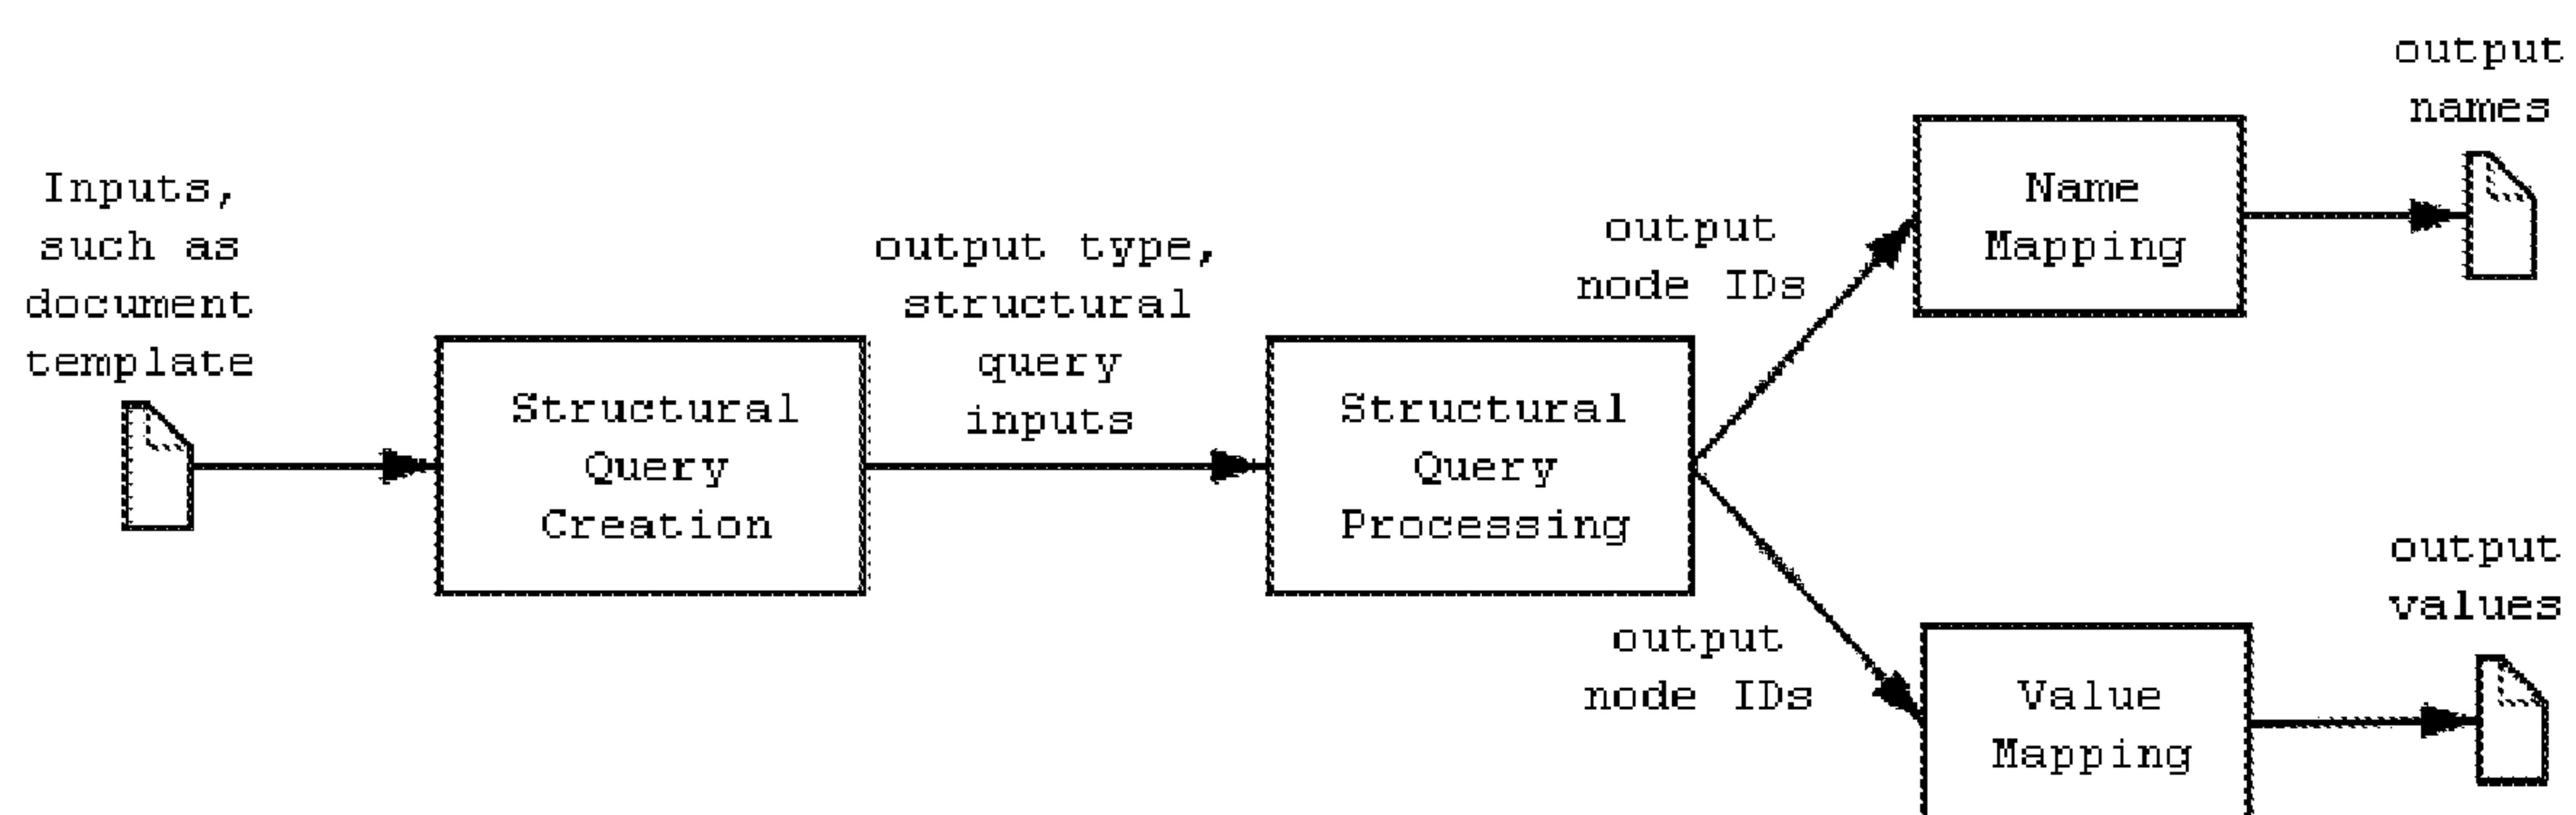 Inputs,
such as
document
template
Structural
Query
Creation
output type,
structural
query
inputs
Structural
Query
Processing
output
node IDs
Name
Mapping
output
names
output
node IDs
Value
Mapping
output
values